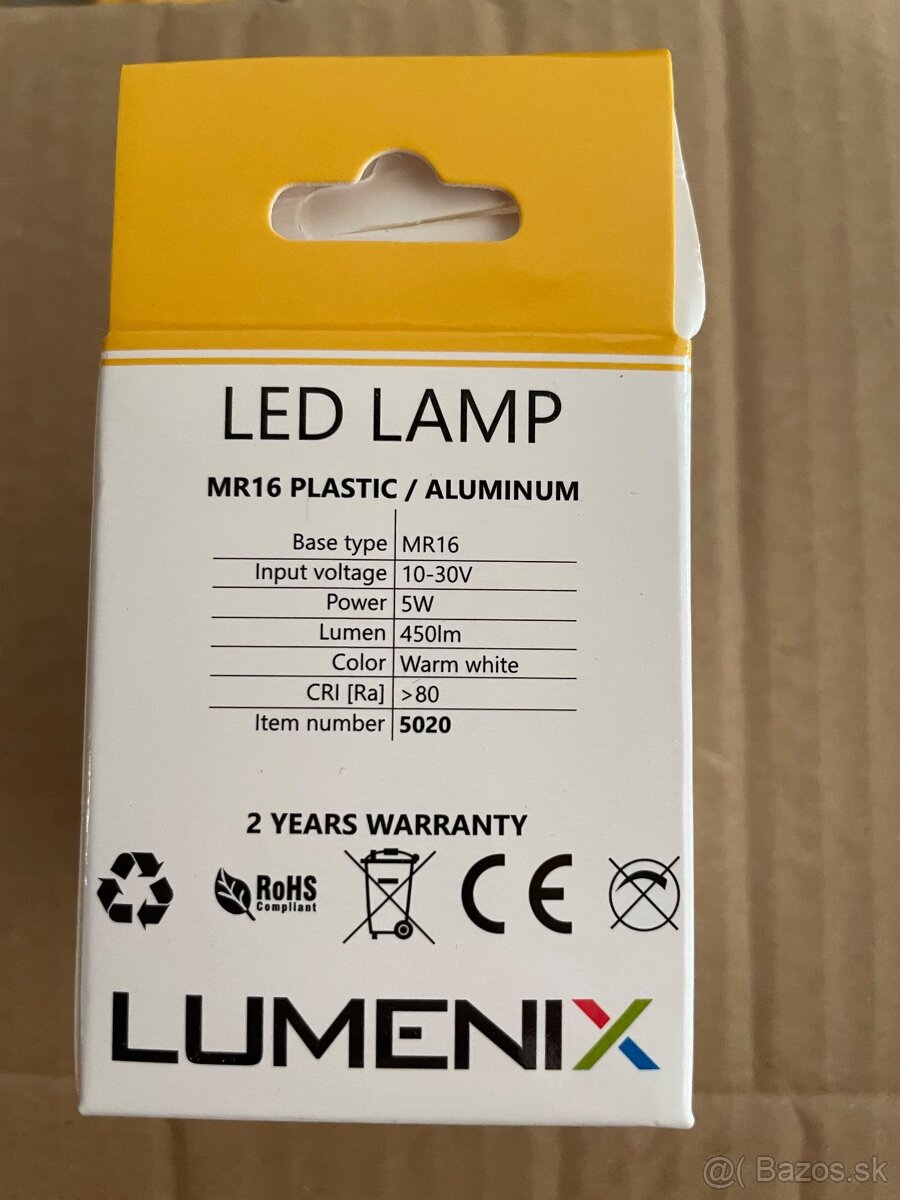 LED LAMP
MR16 PLASTIC / ALUMINUM
Base type MR16
Input voltage 10-30V
Power 5W
Lumen 450lm
Color Warm white
CRI [Ra] >80
Item number 5020
2 YEARS WARRANTY
RoHS
Compliant
CE
LUMENIX
@( Bazos.sk